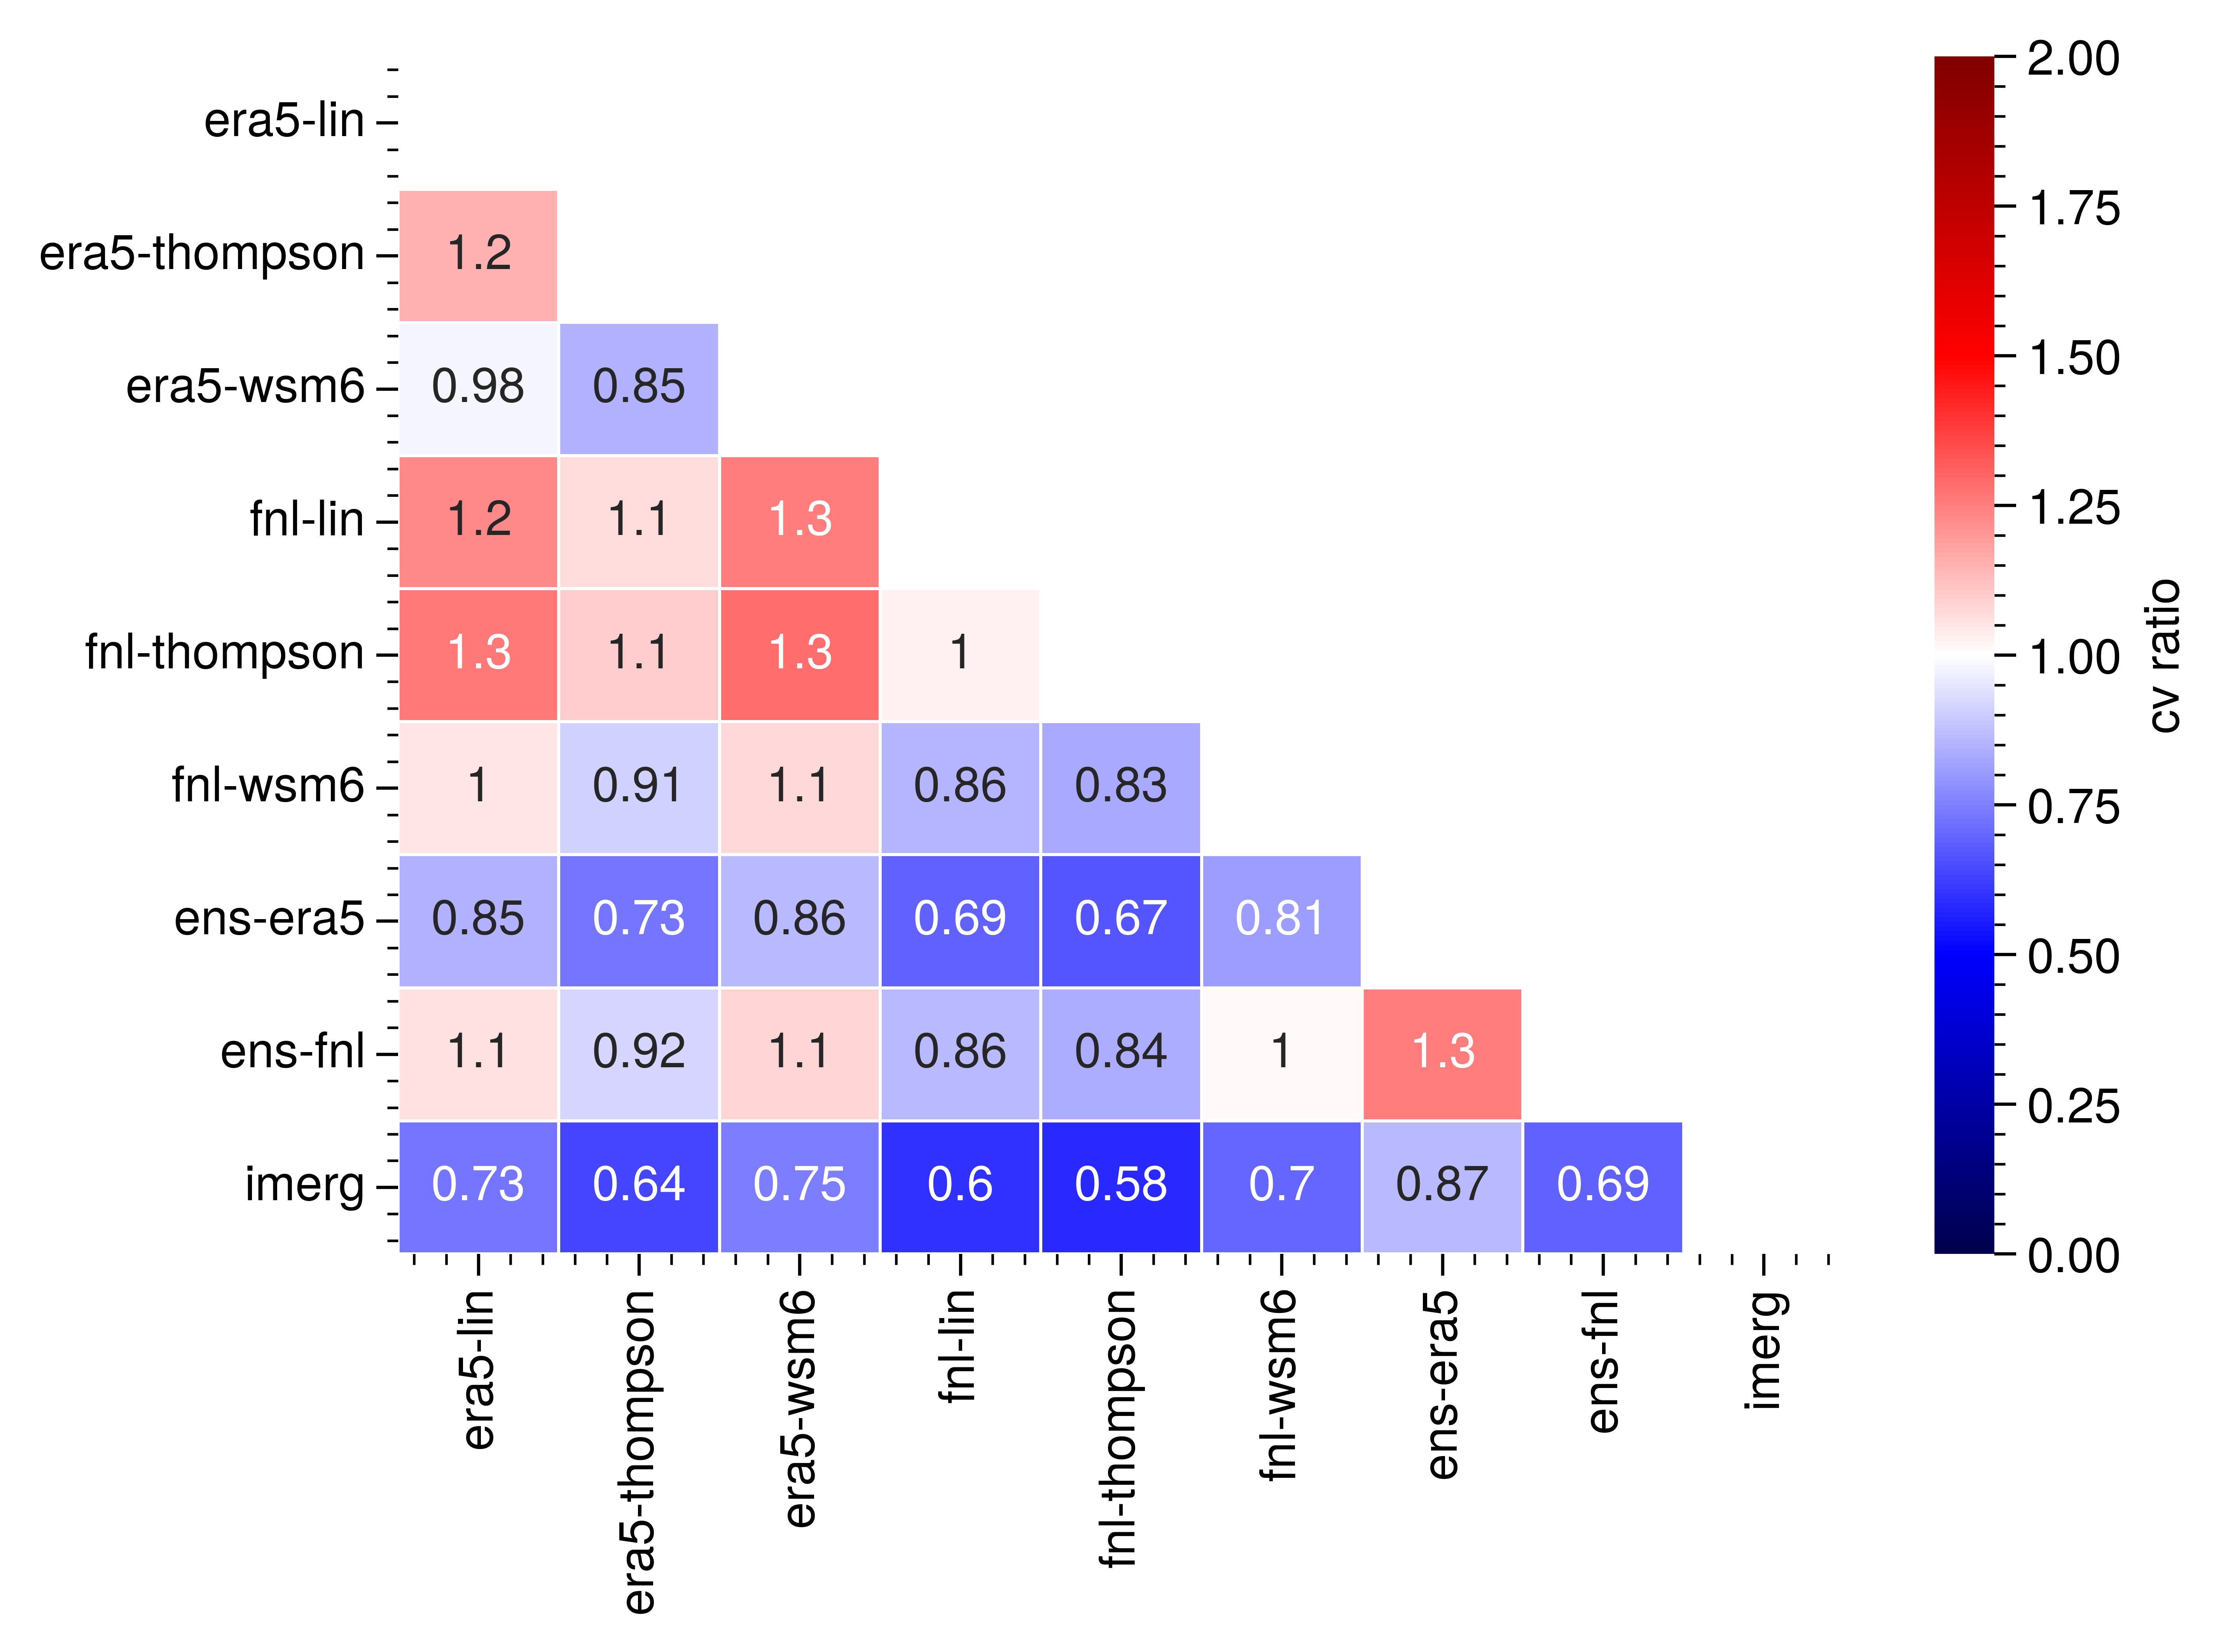 era5-lin
era5-thompson 1.2
era5-wsm6 0.98 0.85
fnl-lin 1.2 1.1 1.3
fnl-thompson 1.3 1.1 1.3 1
fnl-wsm6 1 0.91 1.1 0.86 0.83
ens-era5 0.85 0.73 0.86 0.69 0.67 0.81
ens-fnl 1.1 0.92 1.1 0.86 0.84 1 1.3
imerg 0.73 0.64 0.75 0.6 0.58 0.7 0.87 0.69
era5-lin
era5-thompson
era5-wsm6
fnl-lin
fnl-thompson
fnl-wsm6
ens-era5
ens-fnl
imerg
2.00
1.75
1.50
1.25
1.00
0.75
0.50
0.25
0.00
cv ratio